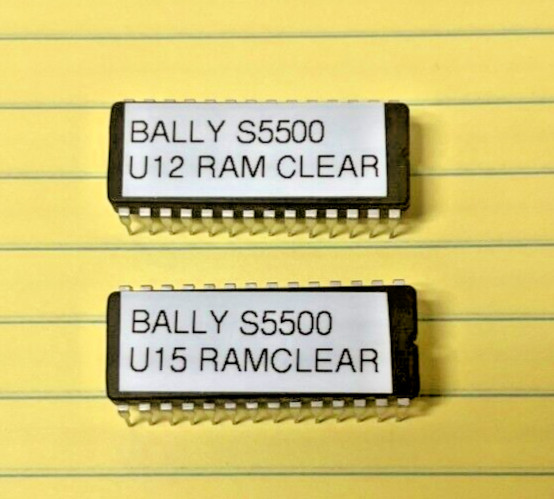 BALLY S5500
U12 RAM CLEAR
BALLY S5500
U15 RAMCLEAR